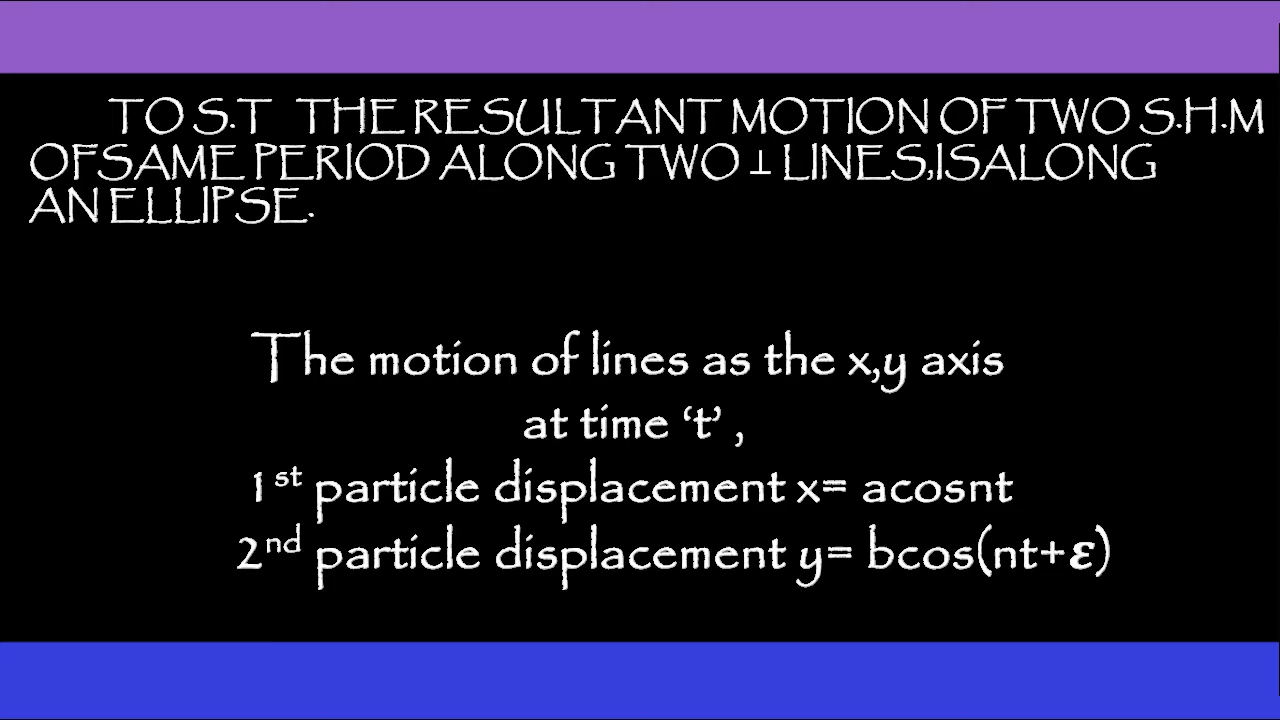 TO S.T THE RESULTANT MOTION OF TWO S.H.M
OFSAME PERIOD ALONG TWO ⊥ LINES,ISALONG
AN ELLIPSE.
The motion of lines as the x,y axis
at time ‘t’ ,
1st particle displacement x= acosnt
2nd particle displacement y= bcos(nt+ε)